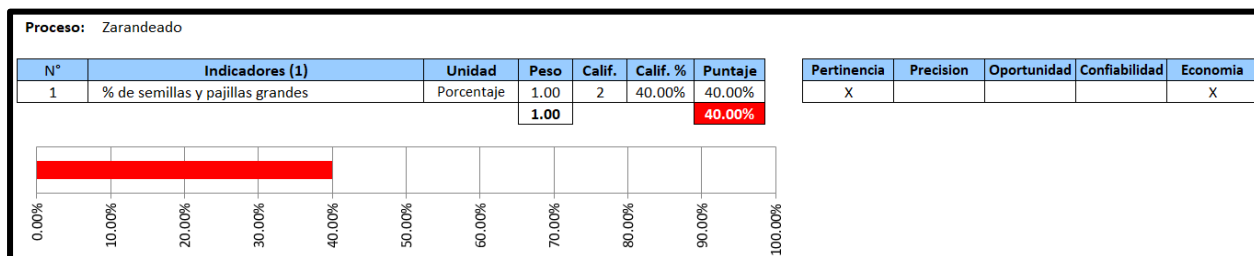 Proceso: Zarandeado
N° Indicadores (1) Unidad Peso Calif. Calif. % Puntaje Pertinencia Precision Oportunidad Confiabilidad Economia
1 % de semillas y pajillas grandes Porcentaje 1.00 2 40.00% 40.00% X X
1.00 40.00%
0.00% 10.00% 20.00% 30.00% 40.00% 50.00% 60.00% 70.00% 80.00% 90.00% 100.00%